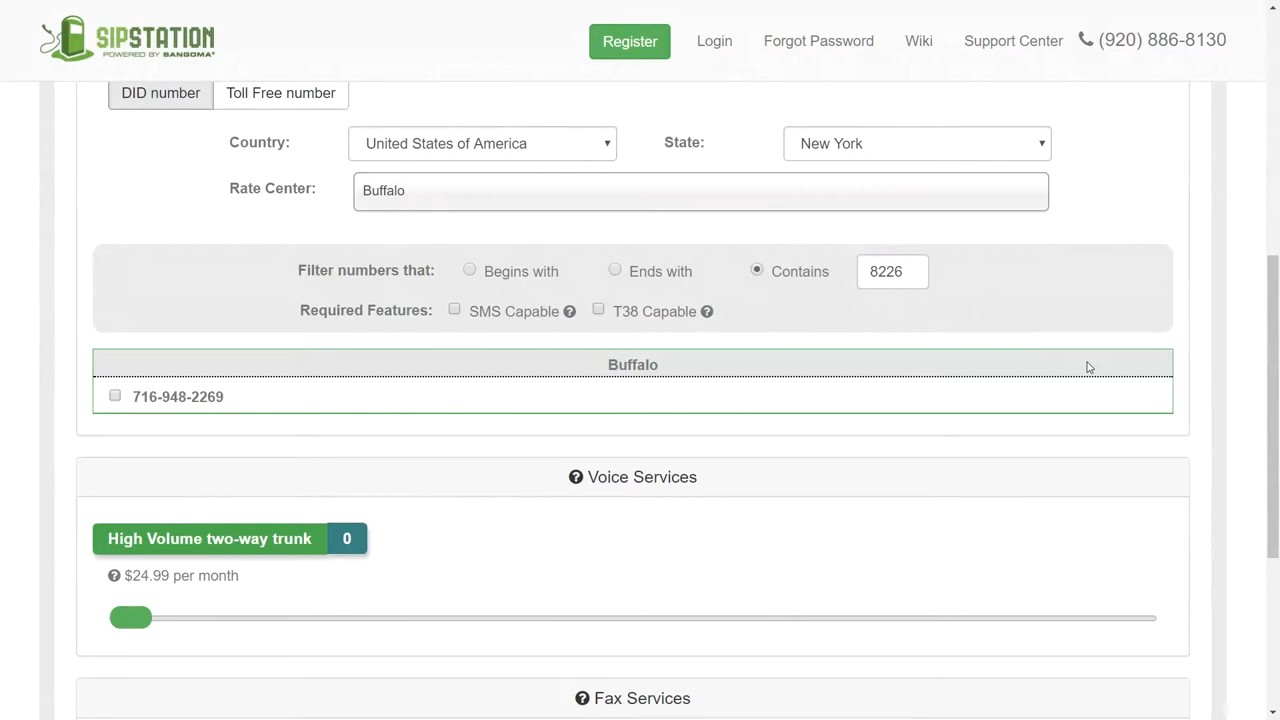 SIPSTATION
POWERED BY SANGOMA
Register Login Forgot Password Wiki Support Center (920) 886-8130
DID number Toll Free number
Country: United States of America State: New York
Rate Center: Buffalo
Filter numbers that: Begins with Ends with Contains 8226
Required Features: SMS Capable ? T38 Capable ?
Buffalo
716-948-2269
? Voice Services
High Volume two-way trunk 0
? $24.99 per month
? Fax Services